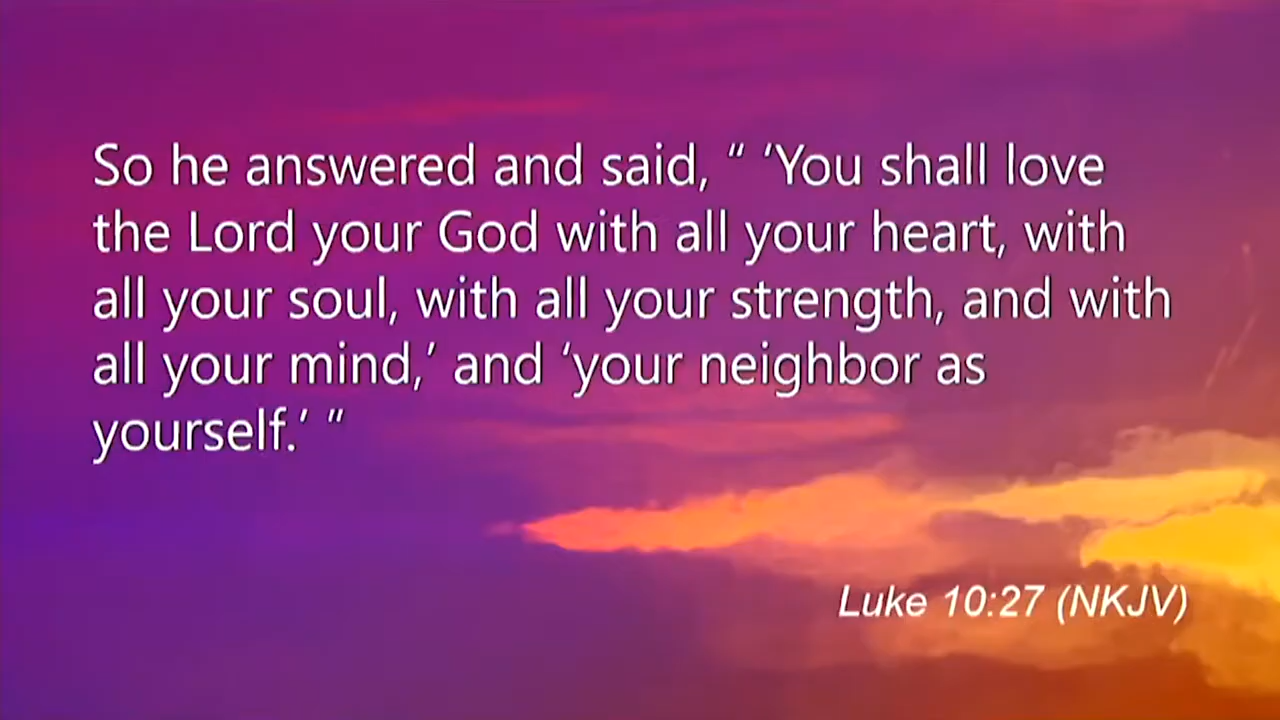 So he answered and said, “ ‘You shall love
the Lord your God with all your heart, with
all your soul, with all your strength, and with
all your mind,’ and ‘your neighbor as
yourself.’ ”
Luke 10:27 (NKJV)